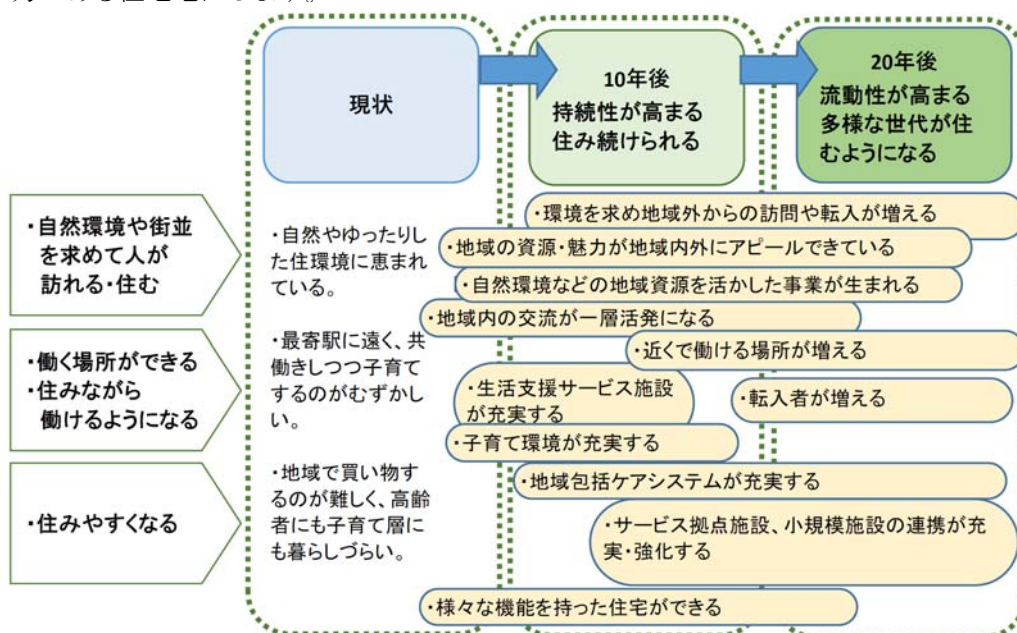 現状
10年後
持続性が高まる
住み続けられる
20年後
流動性が高まる
多様な世代が住
むようになる
・自然環境や街並
を求めて人が
訪れる・住む
・働く場所ができる
・住みながら
働けるようになる
・住みやすくなる
・自然やゆったりし
た住環境に恵まれ
ている。
・最寄駅に遠く、共
働きしつつ子育て
するのがむずかし
い。
・地域で買い物す
るのが難しく、高齢
者にも子育て層に
も暮らしづらい。
・環境を求め地域外からの訪問や転入が増える
・地域の資源・魅力が地域内外にアピールできている
・自然環境などの地域資源を活かした事業が生まれる
・地域内の交流が一層活発になる
・近くで働ける場所が増える
・生活支援サービス施設
が充実する
・転入者が増える
・子育て環境が充実する
・地域包括ケアシステムが充実する
・サービス拠点施設、小規模施設の連携が充
実・強化する
・様々な機能を持った住宅ができる